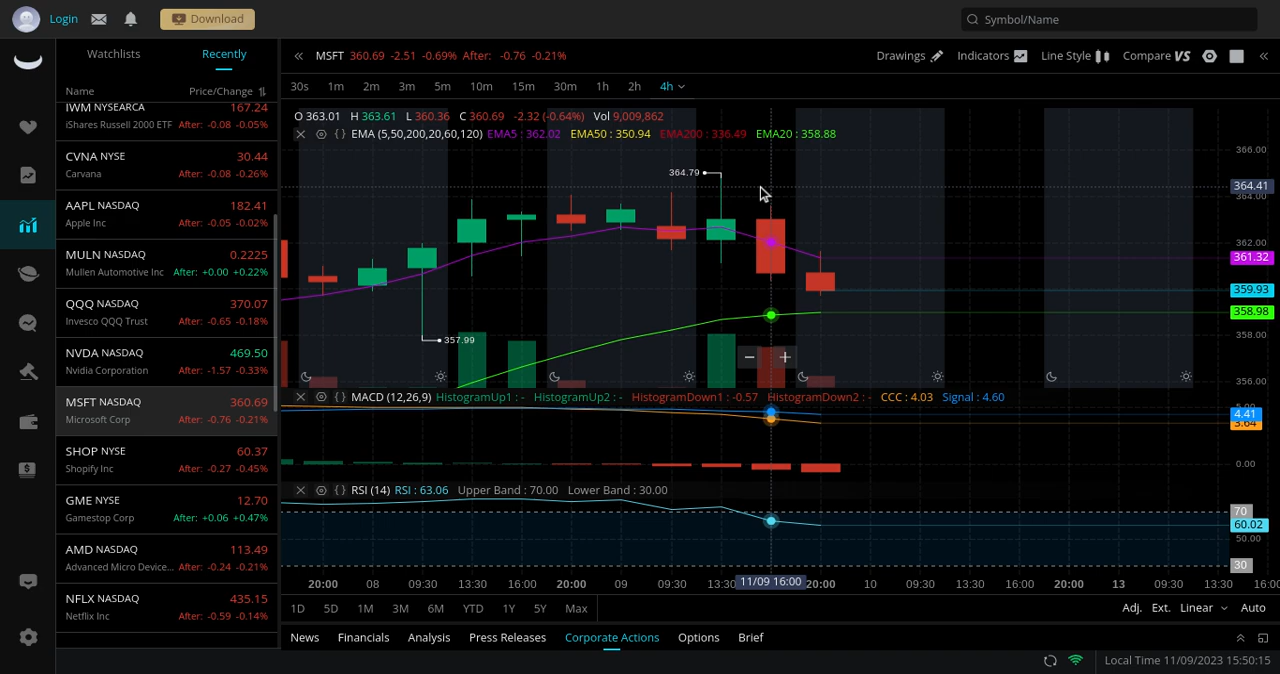 Login
Download
Symbol/Name
Watchlists
Recently
Name Price/Change
IWM NYSEARCA 167.24
iShares Russell 2000 ETF After: -0.08 -0.05%
CVNA NYSE 30.44
Carvana After: -0.08 -0.26%
AAPL NASDAQ 182.41
Apple Inc After: -0.05 -0.02%
MULN NASDAQ 0.2225
Mullen Automotive Inc After: +0.00 +0.22%
QQQ NASDAQ 370.07
Invesco QQQ Trust After: -0.65 -0.18%
NVDA NASDAQ 469.50
Nvidia Corporation After: -1.57 -0.33%
MSFT NASDAQ 360.69
Microsoft Corp After: -0.76 -0.21%
SHOP NYSE 60.37
Shopify Inc After: -0.27 -0.45%
GME NYSE 12.70
Gamestop Corp After: +0.06 +0.47%
AMD NASDAQ 113.49
Advanced Micro Device... After: -0.24 -0.21%
NFLX NASDAQ 435.15
Netflix Inc After: -0.59 -0.14%
MSFT 360.69 -2.51 -0.69% After: -0.76 -0.21%
Drawings Indicators Line Style Compare VS
30s 1m 2m 3m 5m 10m 15m 30m 1h 2h 4h
O 363.01 H 363.61 L 360.36 C 360.69 -2.32 (-0.64%) Vol 9,009,862
EMA (5,50,200,20,60,120) EMA5 : 362.02 EMA50 : 350.94 EMA200 : 336.49 EMA20 : 358.88
364.79
357.99
366.00
364.41
364.00
362.00
361.32
359.93
358.98
358.00
356.00
MACD (12,26,9) HistogramUp1 : - HistogramUp2 : - HistogramDown1 : -0.57 HistogramDown2 : - CCC : 4.03 Signal : 4.60
5.00
4.41
3.64
0.00
RSI (14) RSI : 63.06 Upper Band : 70.00 Lower Band : 30.00
70
60.02
50.00
30
20:00 08 09:30 13:30 16:00 20:00 09 09:30 13:30 11/09 16:00 20:00 10 09:30 13:30 16:00 20:00 13 09:30 13:30 16:00
1D 5D 1M 3M 6M YTD 1Y 5Y Max
Adj. Ext. Linear Auto
News Financials Analysis Press Releases Corporate Actions Options Brief
Local Time 11/09/2023 15:50:15